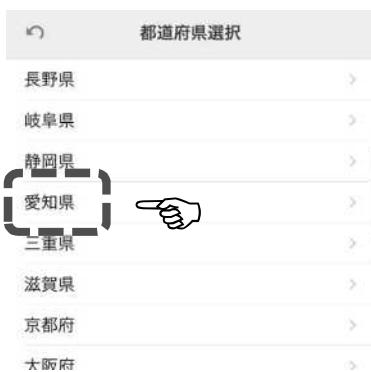 都道府県選択
長野県
岐阜県
静岡県
愛知県
三重県
滋賀県
京都府
大阪府